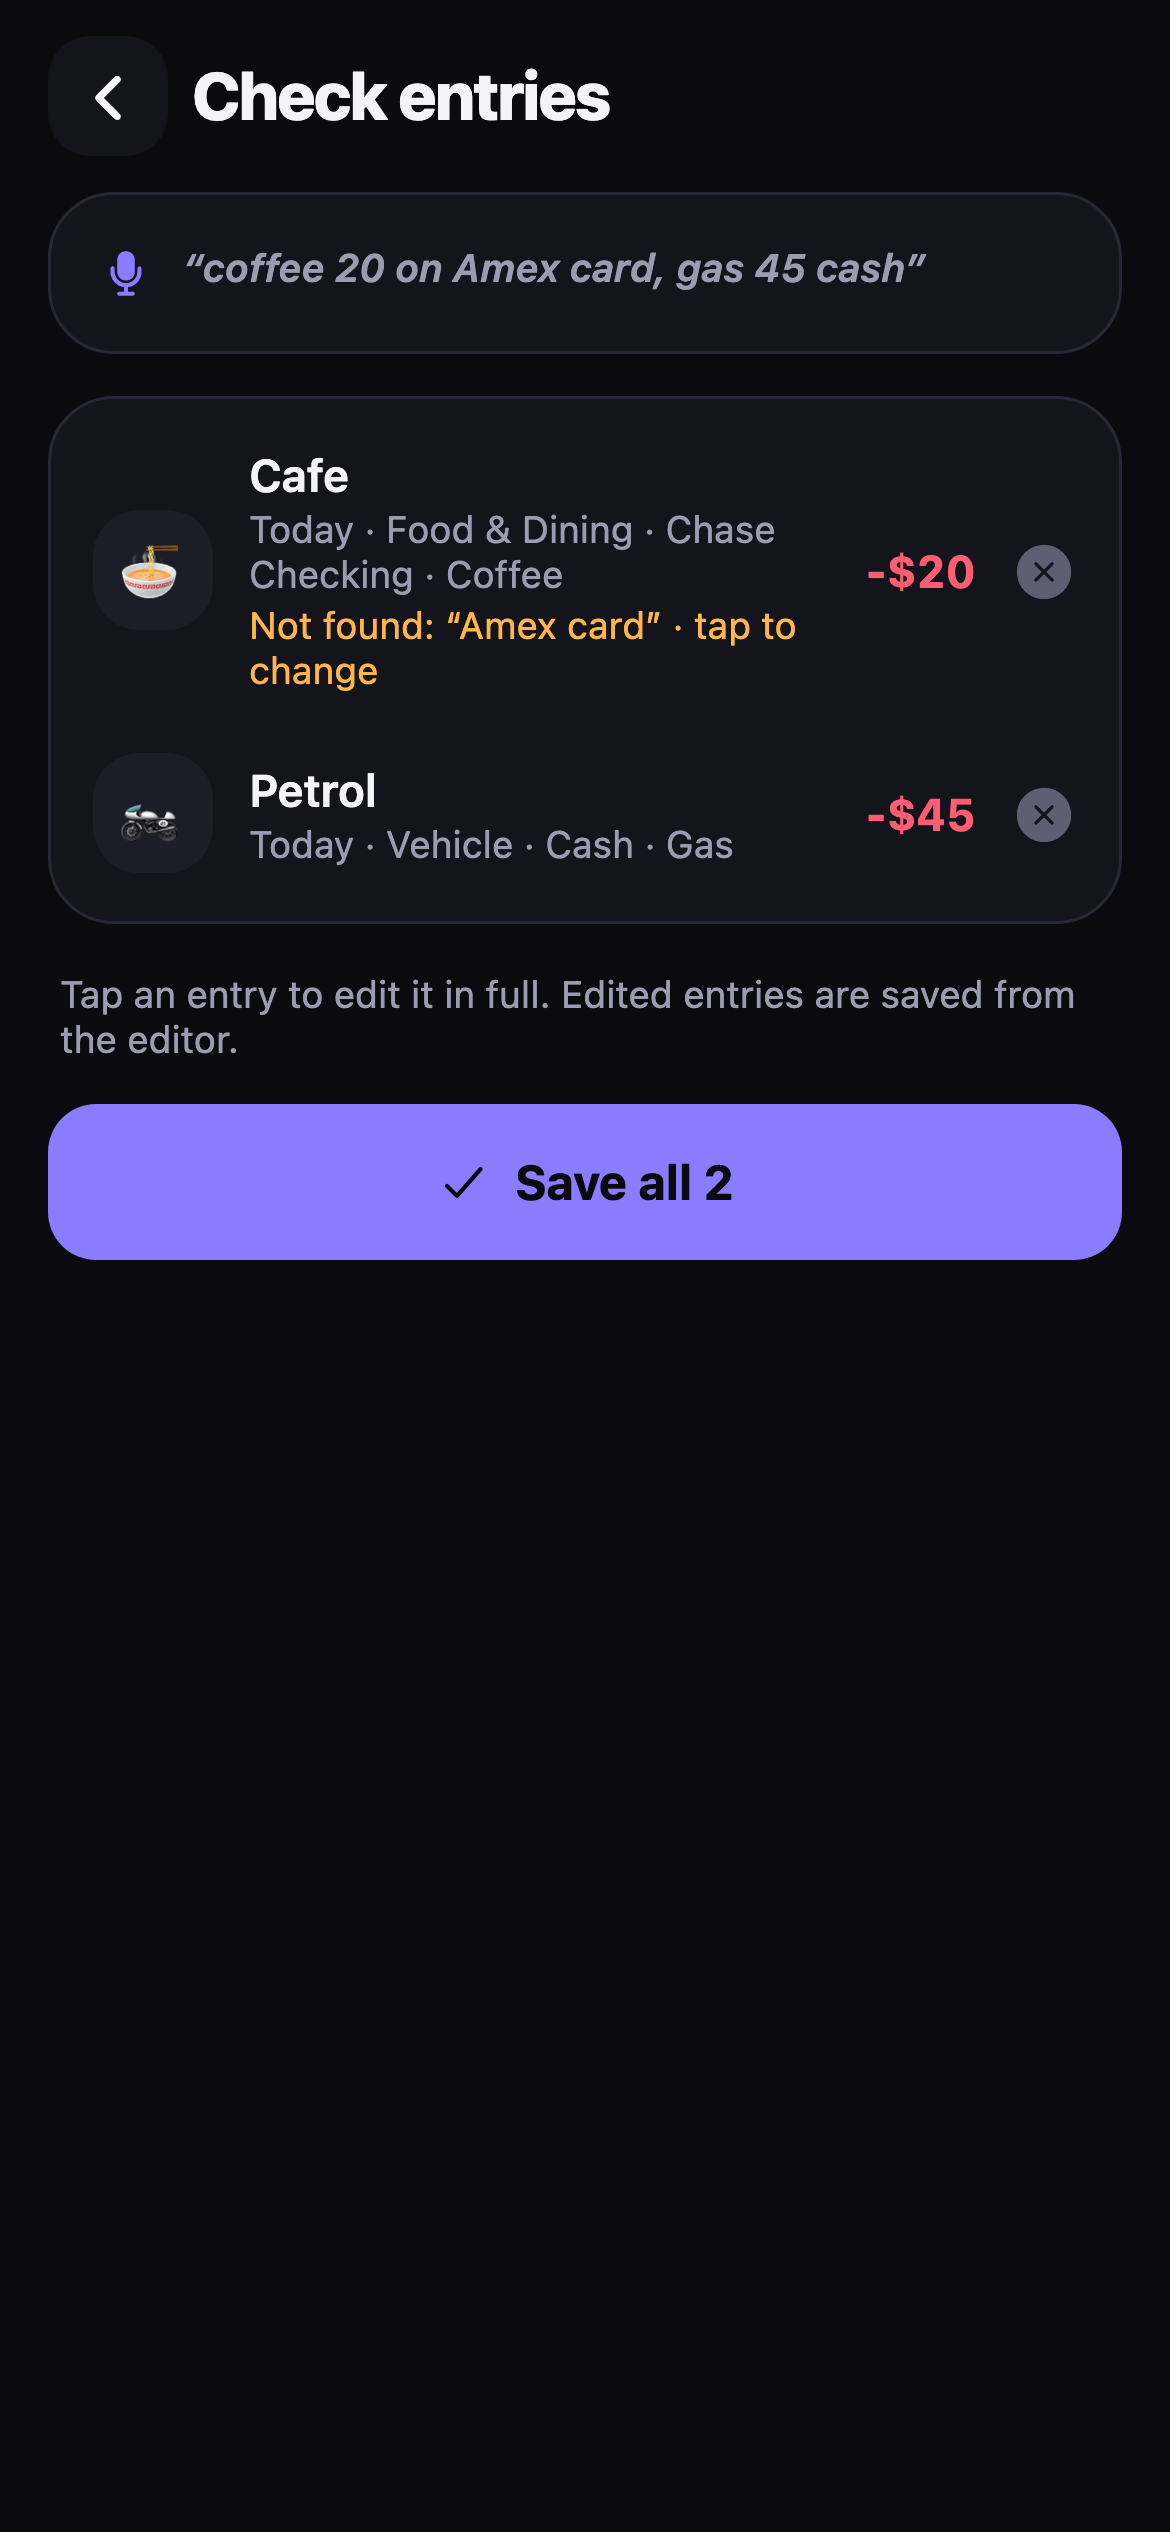 Check entries
“coffee 20 on Amex card, gas 45 cash”
Cafe
Today · Food & Dining · Chase
Checking · Coffee
Not found: “Amex card” · tap to
change
-$20
Petrol
Today · Vehicle · Cash · Gas
-$45
Tap an entry to edit it in full. Edited entries are saved from
the editor.
Save all 2